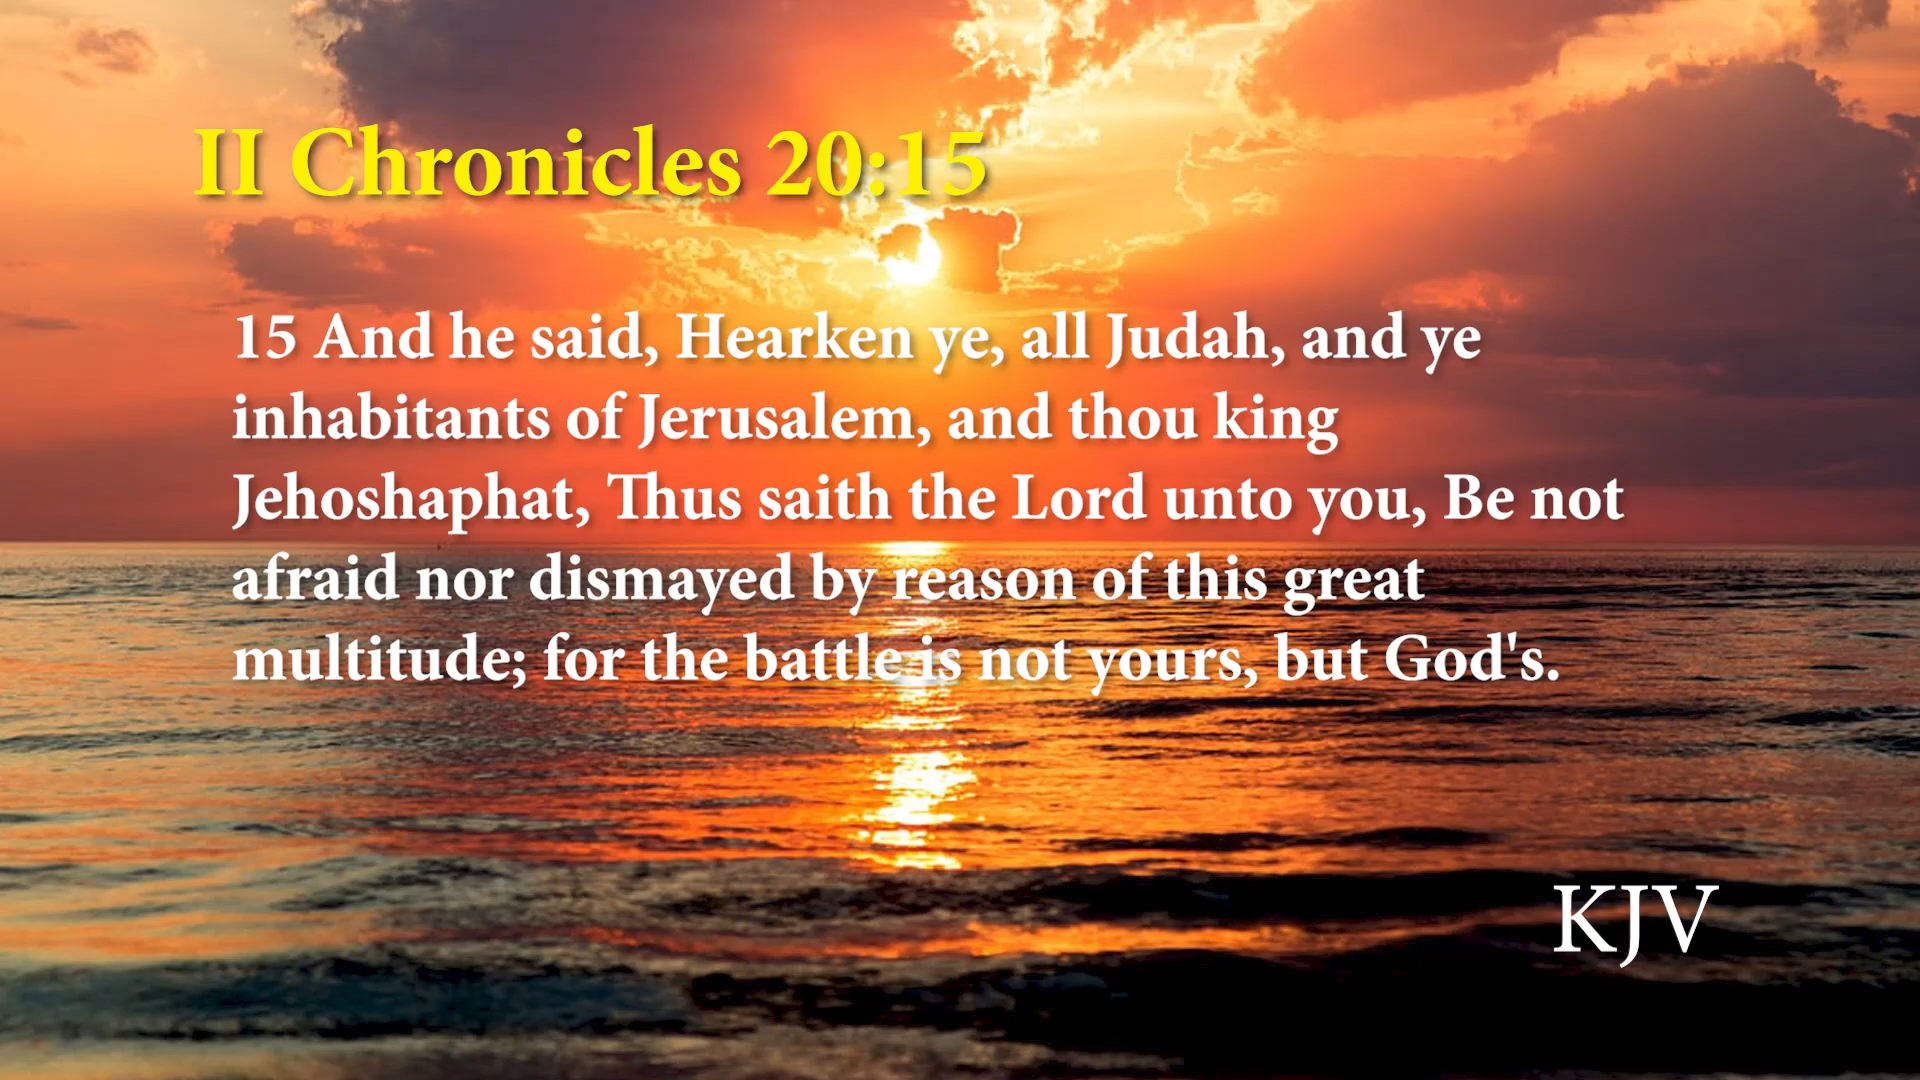 II Chronicles 20:15
15 And he said, Hearken ye, all Judah, and ye
inhabitants of Jerusalem, and thou king
Jehoshaphat, Thus saith the Lord unto you, Be not
afraid nor dismayed by reason of this great
multitude; for the battle is not yours, but God's.
KJV